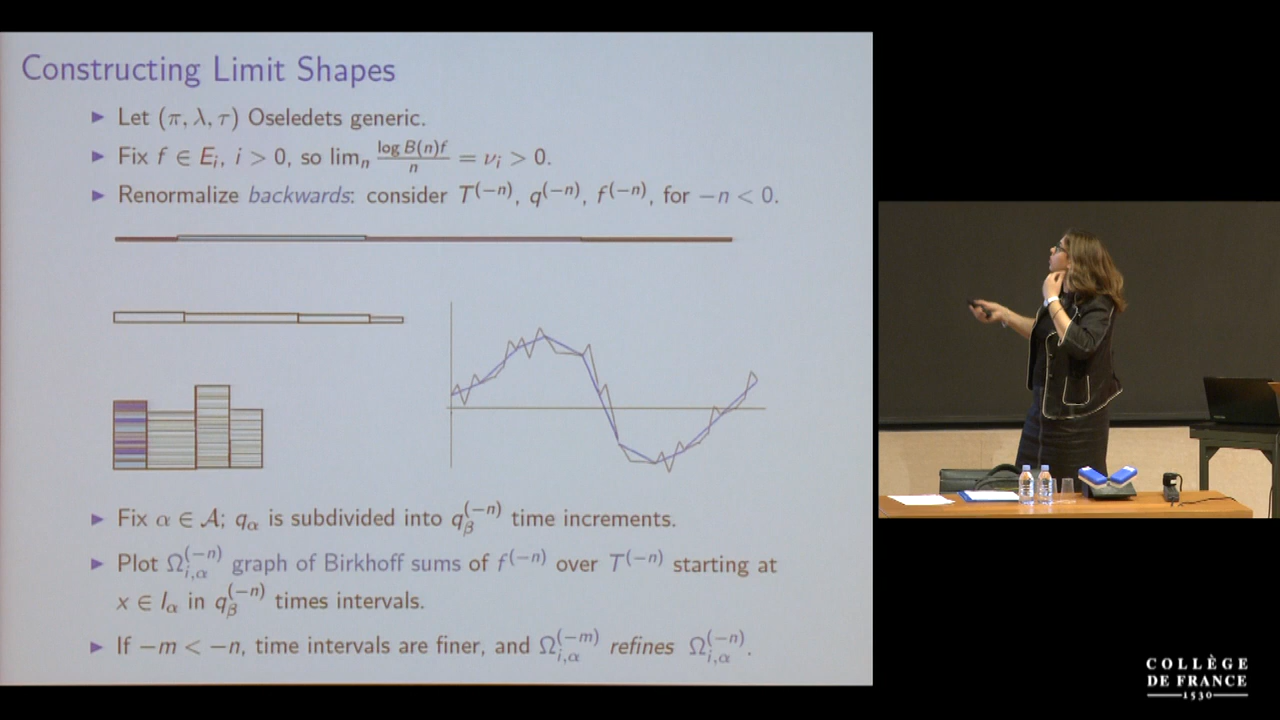 Constructing Limit Shapes
▶ Let (π, λ, τ) Oseledets generic.
▶ Fix f ∈ E_i, i > 0, so lim_n \frac{log B(n)f}{n} = ν_i > 0.
▶ Renormalize backwards: consider T^{(−n)}, q^{(−n)}, f^{(−n)}, for −n < 0.
▶ Fix α ∈ 𝒜; q_α is subdivided into q_β^{(−n)} time increments.
▶ Plot Ω_{i,α}^{(−n)} graph of Birkhoff sums of f^{(−n)} over T^{(−n)} starting at
x ∈ I_α in q_β^{(−n)} times intervals.
▶ If −m < −n, time intervals are finer, and Ω_{i,α}^{(−m)} refines Ω_{i,α}^{(−n)}.
COLLÈGE
DE FRANCE
1530